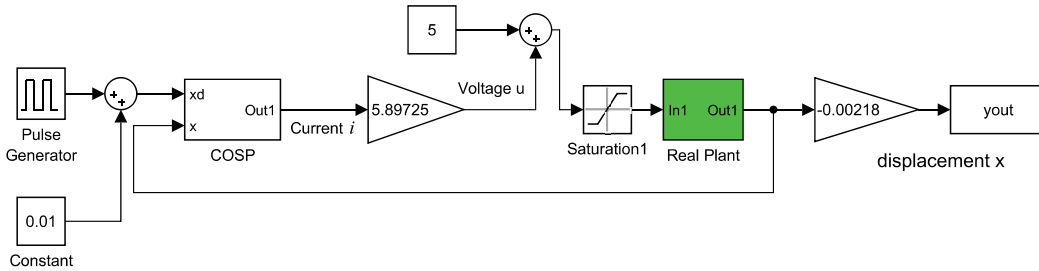 5
+
+
Pulse
Generator
+
+
xd
x
Out1
COSP
Current i
5.89725
Voltage u
Saturation1
In1
Out1
Real Plant
-0.00218
yout
displacement x
0.01
Constant